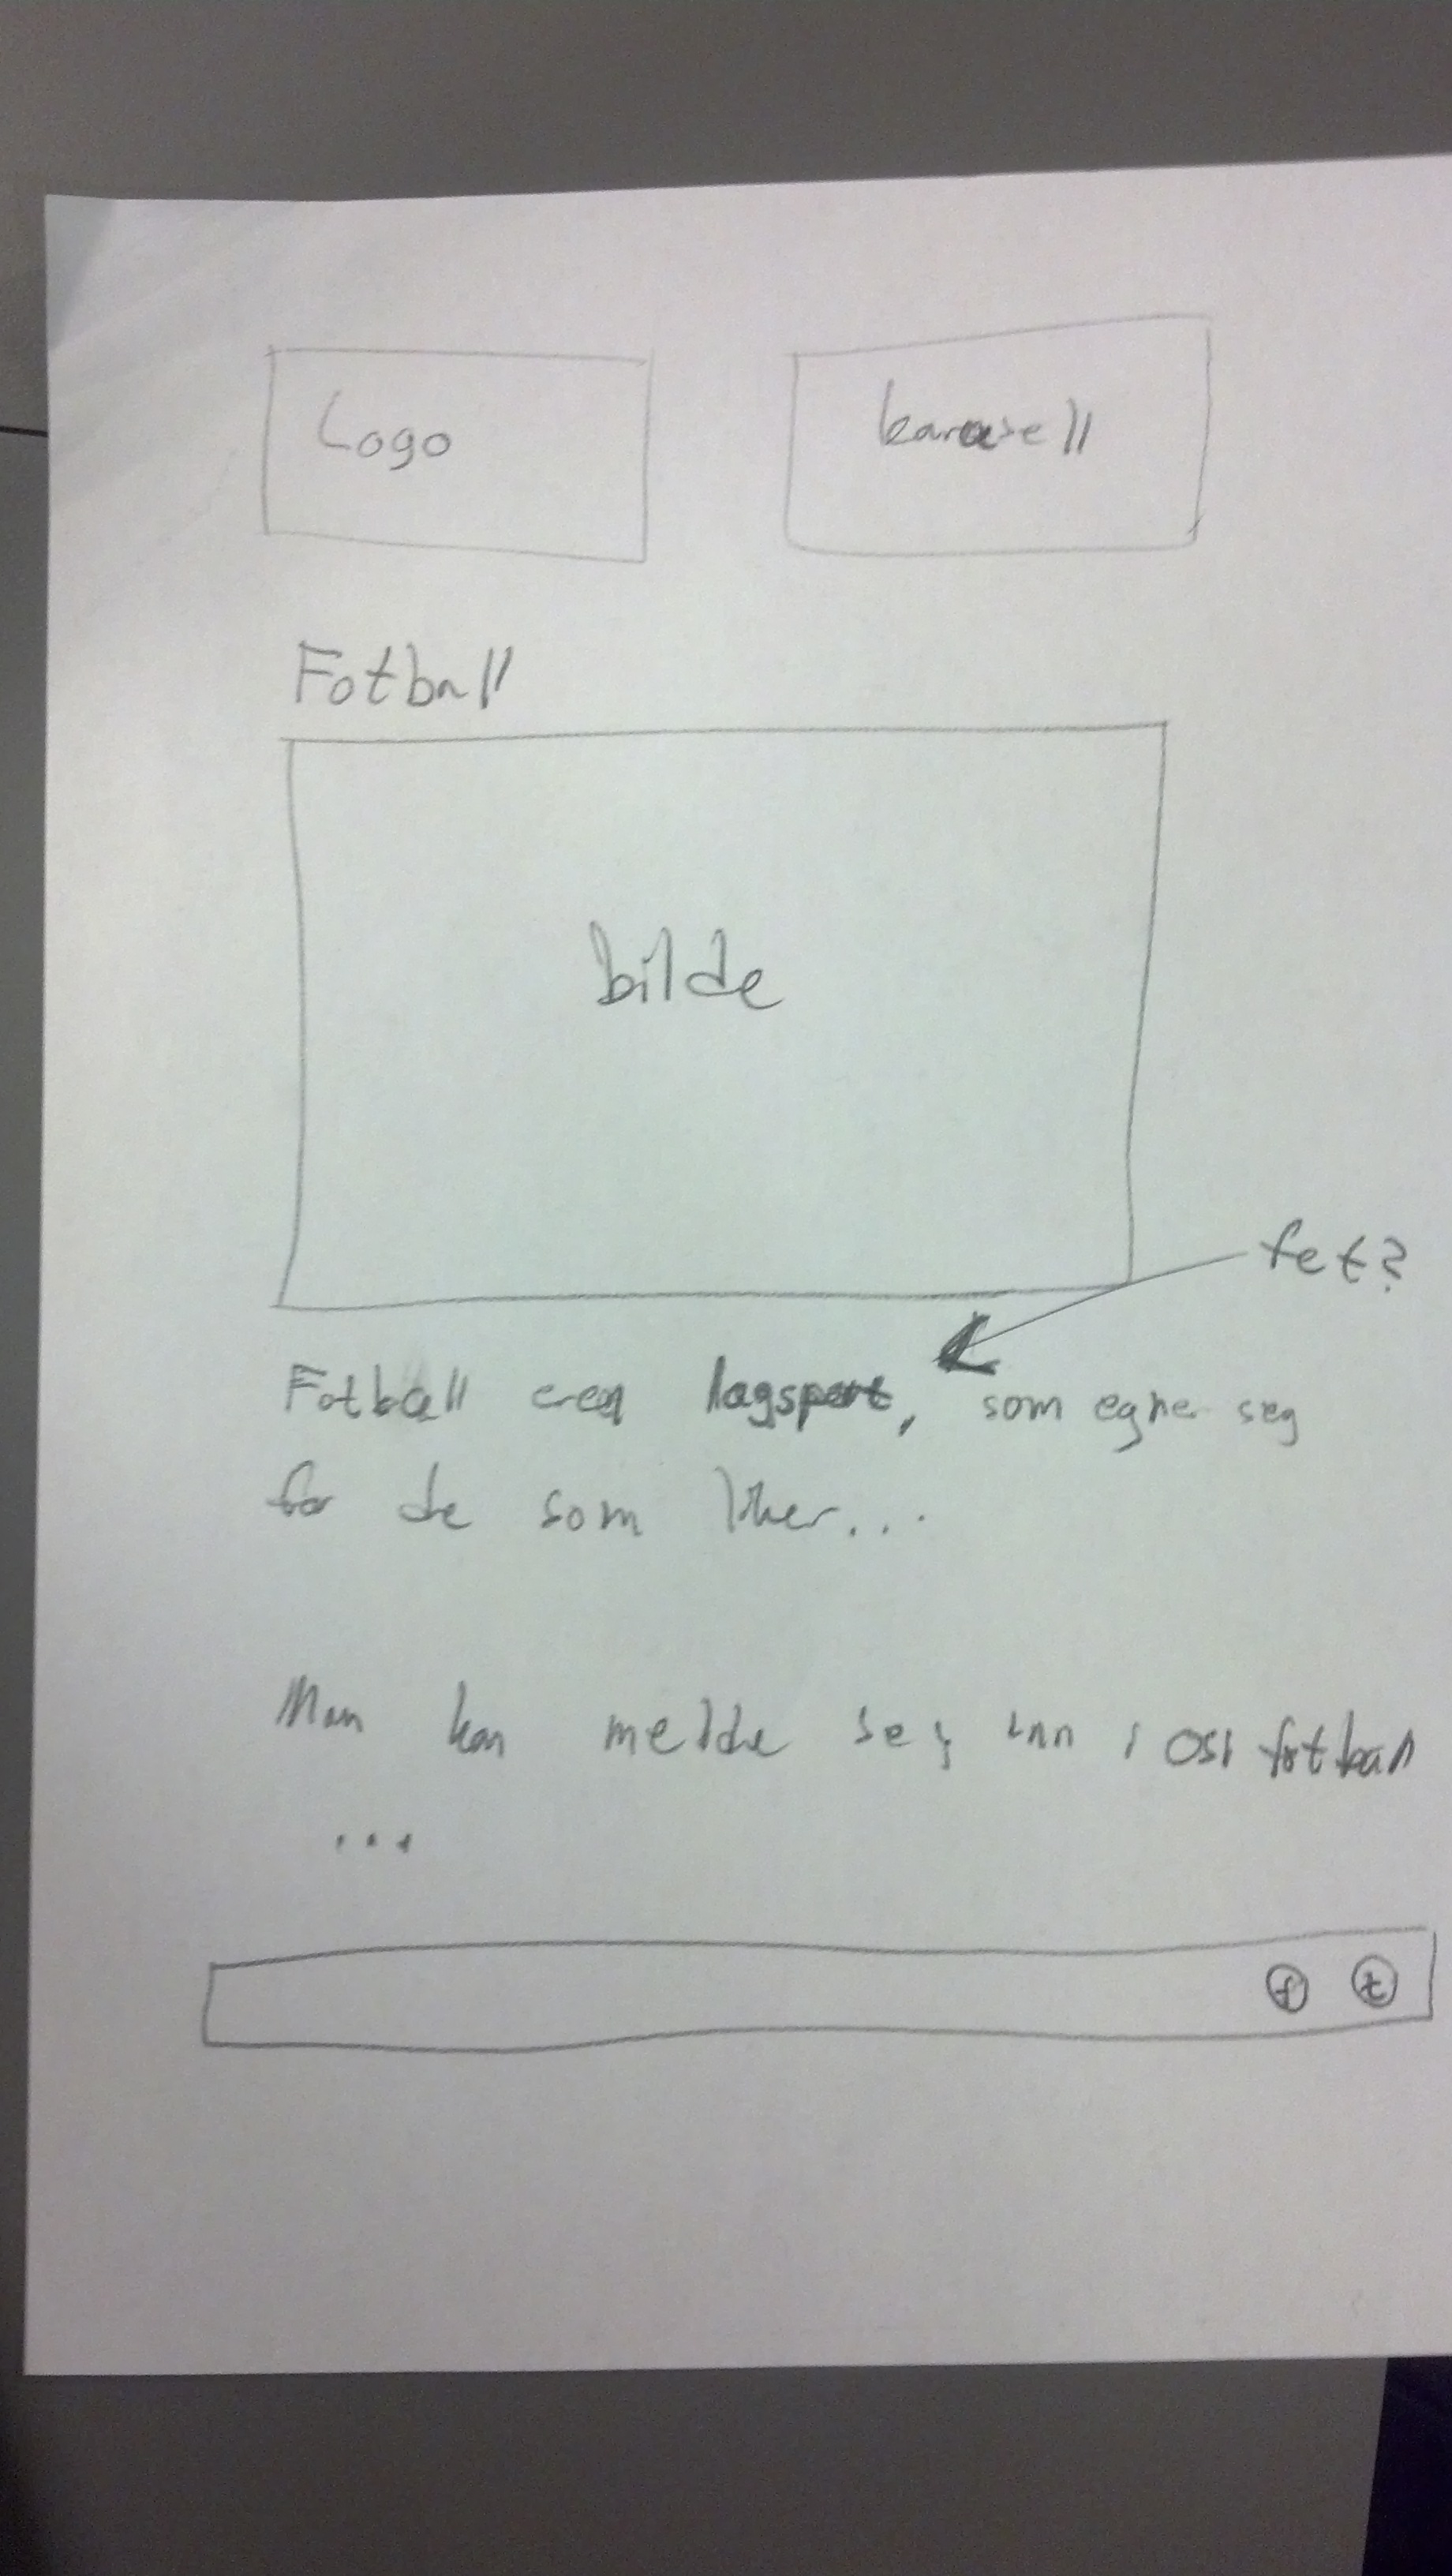 Logo
karusell
Fotball
bilde
fet?
Fotball er en lagsport, som egner seg
for de som liker...
Man kan melde seg inn i OSI fotball
...
f t